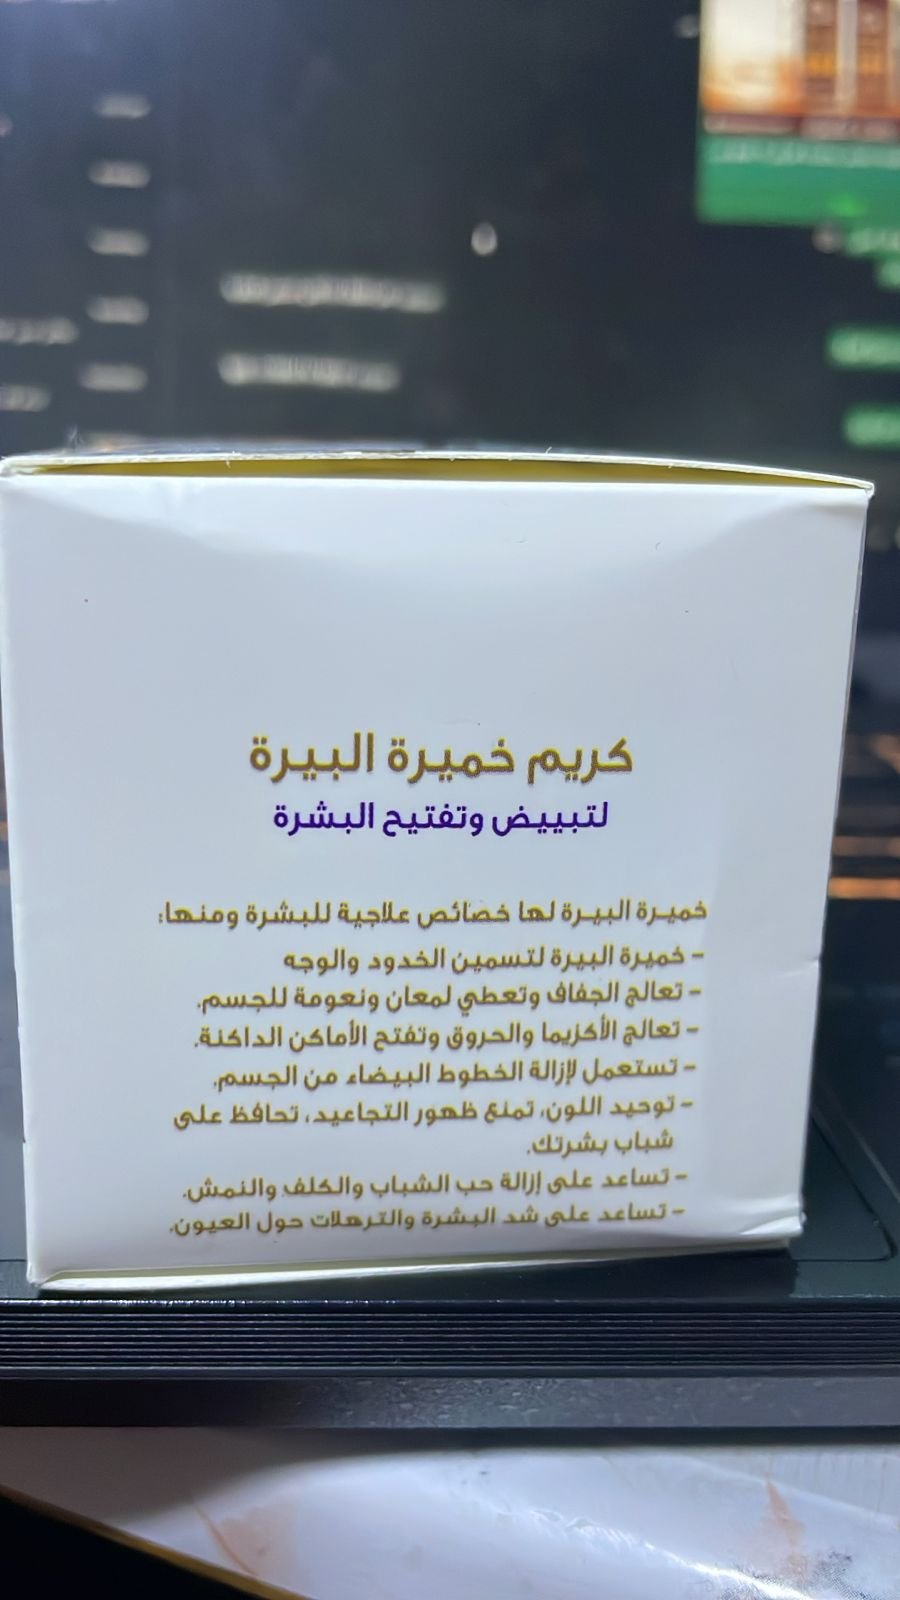 كريم خميرة البيرة
لتبييض وتفتيح البشرة
خميرة البيرة لها خصائص علاجية للبشرة ومنها:
- خميرة البيرة لتسمين الخدود والوجه
- تعالج الجفاف وتعطي لمعان ونعومة للجسم.
- تعالج الأكزيما والحروق وتفتح الأماكن الداكنة.
- تستعمل لإزالة الخطوط البيضاء من الجسم.
- توحيد اللون، تمنع ظهور التجاعيد، تحافظ على
شباب بشرتك.
- تساعد على إزالة حب الشباب والكلف والنمش.
- تساعد على شد البشرة والترهلات حول العيون.